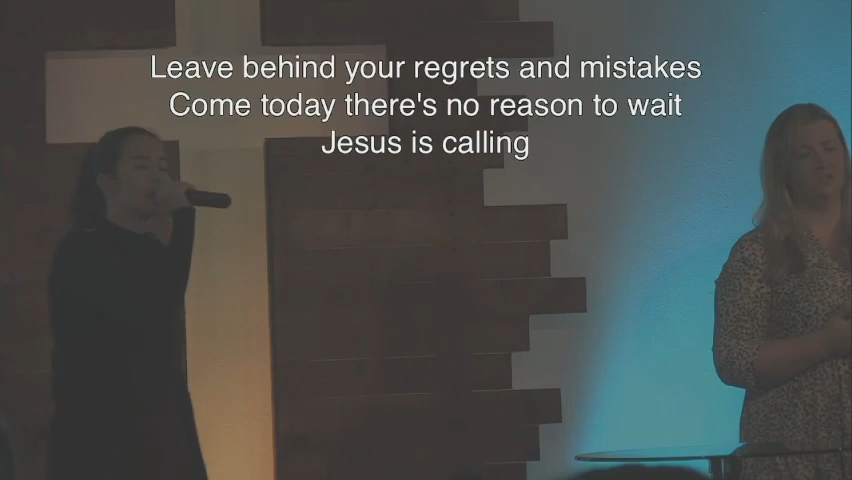 Leave behind your regrets and mistakes
Come today there's no reason to wait
Jesus is calling